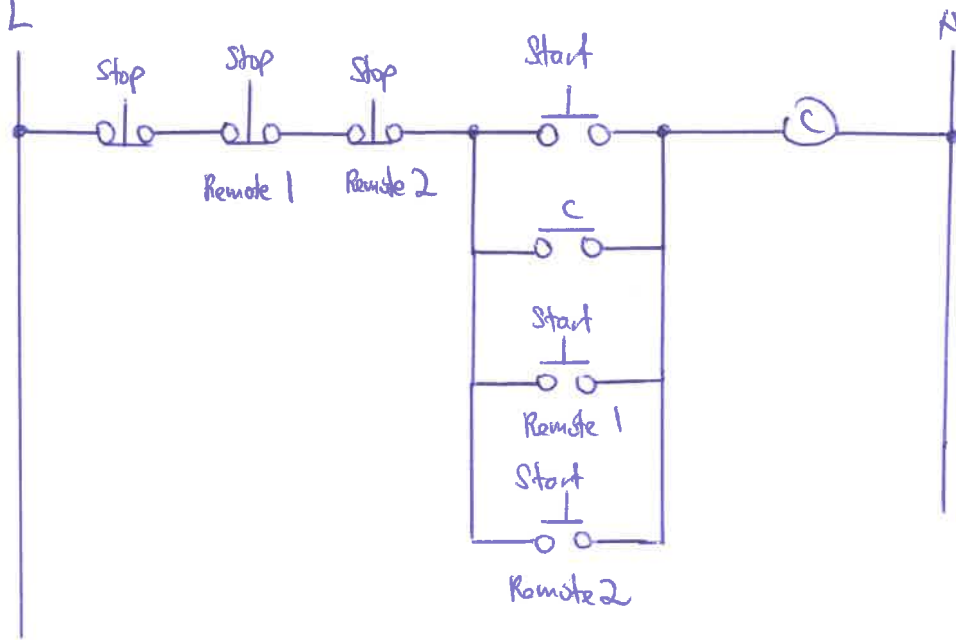 L
N
Stop
Stop
Stop
Start
C
Remote 1
Remote 2
C
Start
Remote 1
Start
Remote 2